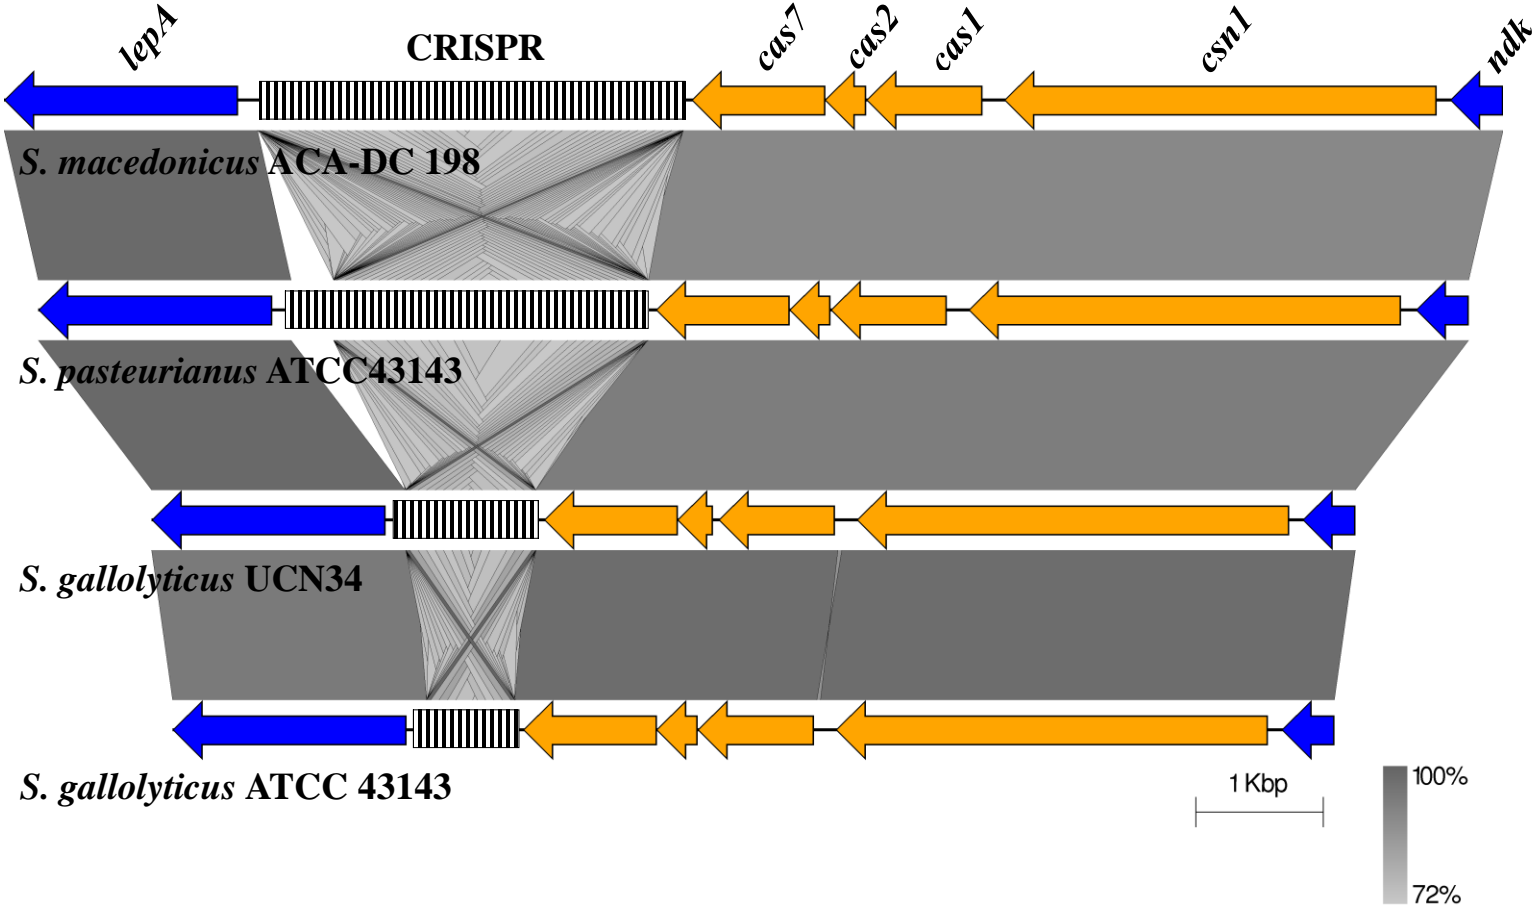 lepA
CRISPR
cas7
cas2
cas1
csn1
ndk
S. macedonicus ACA-DC 198
S. pasteurianus ATCC43143
S. gallolyticus UCN34
S. gallolyticus ATCC 43143
1 Kbp
100%
72%